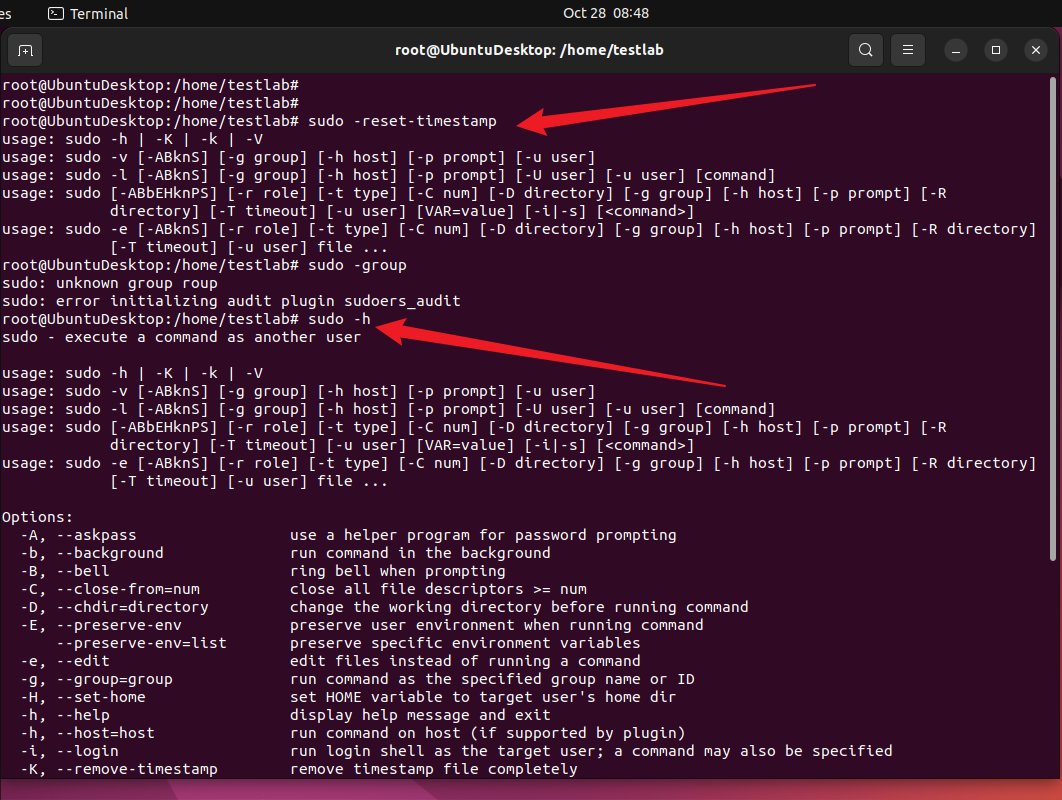 es
Terminal
Oct 28 08:48
root@UbuntuDesktop: /home/testlab
root@UbuntuDesktop:/home/testlab#
root@UbuntuDesktop:/home/testlab#
root@UbuntuDesktop:/home/testlab# sudo -reset-timestamp
usage: sudo -h | -K | -k | -V
usage: sudo -v [-ABknS] [-g group] [-h host] [-p prompt] [-u user]
usage: sudo -l [-ABknS] [-g group] [-h host] [-p prompt] [-U user] [-u user] [command]
usage: sudo [-ABbEHknPS] [-r role] [-t type] [-C num] [-D directory] [-g group] [-h host] [-p prompt] [-R
directory] [-T timeout] [-u user] [VAR=value] [-i|-s] [<command>]
usage: sudo -e [-ABknS] [-r role] [-t type] [-C num] [-D directory] [-g group] [-h host] [-p prompt] [-R directory]
[-T timeout] [-u user] file ...
root@UbuntuDesktop:/home/testlab# sudo -group
sudo: unknown group roup
sudo: error initializing audit plugin sudoers_audit
root@UbuntuDesktop:/home/testlab# sudo -h
sudo - execute a command as another user
usage: sudo -h | -K | -k | -V
usage: sudo -v [-ABknS] [-g group] [-h host] [-p prompt] [-u user]
usage: sudo -l [-ABknS] [-g group] [-h host] [-p prompt] [-U user] [-u user] [command]
usage: sudo [-ABbEHknPS] [-r role] [-t type] [-C num] [-D directory] [-g group] [-h host] [-p prompt] [-R
directory] [-T timeout] [-u user] [VAR=value] [-i|-s] [<command>]
usage: sudo -e [-ABknS] [-r role] [-t type] [-C num] [-D directory] [-g group] [-h host] [-p prompt] [-R directory]
[-T timeout] [-u user] file ...
Options:
-A, --askpass use a helper program for password prompting
-b, --background run command in the background
-B, --bell ring bell when prompting
-C, --close-from=num close all file descriptors >= num
-D, --chdir=directory change the working directory before running command
-E, --preserve-env preserve user environment when running command
--preserve-env=list preserve specific environment variables
-e, --edit edit files instead of running a command
-g, --group=group run command as the specified group name or ID
-H, --set-home set HOME variable to target user's home dir
-h, --help display help message and exit
-h, --host=host run command on host (if supported by plugin)
-i, --login run login shell as the target user; a command may also be specified
-K, --remove-timestamp remove timestamp file completely